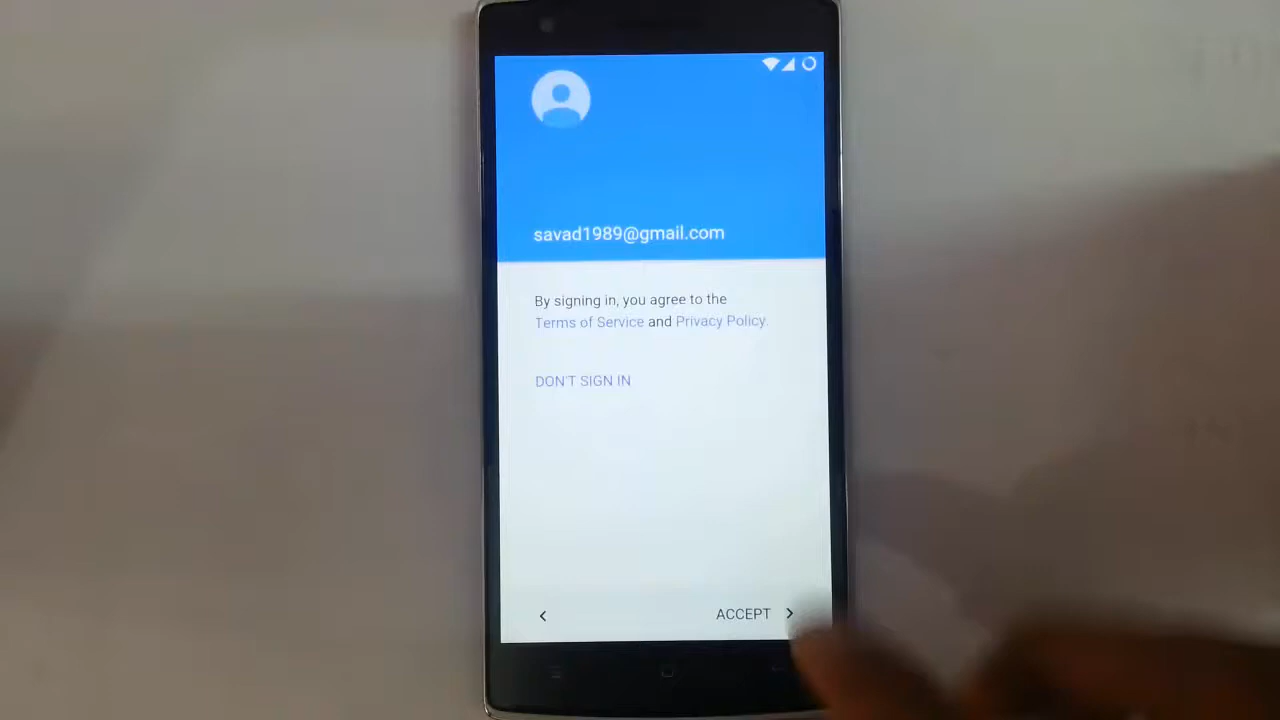 savad1989@gmail.com
By signing in, you agree to the
Terms of Service and Privacy Policy.
DON'T SIGN IN
ACCEPT